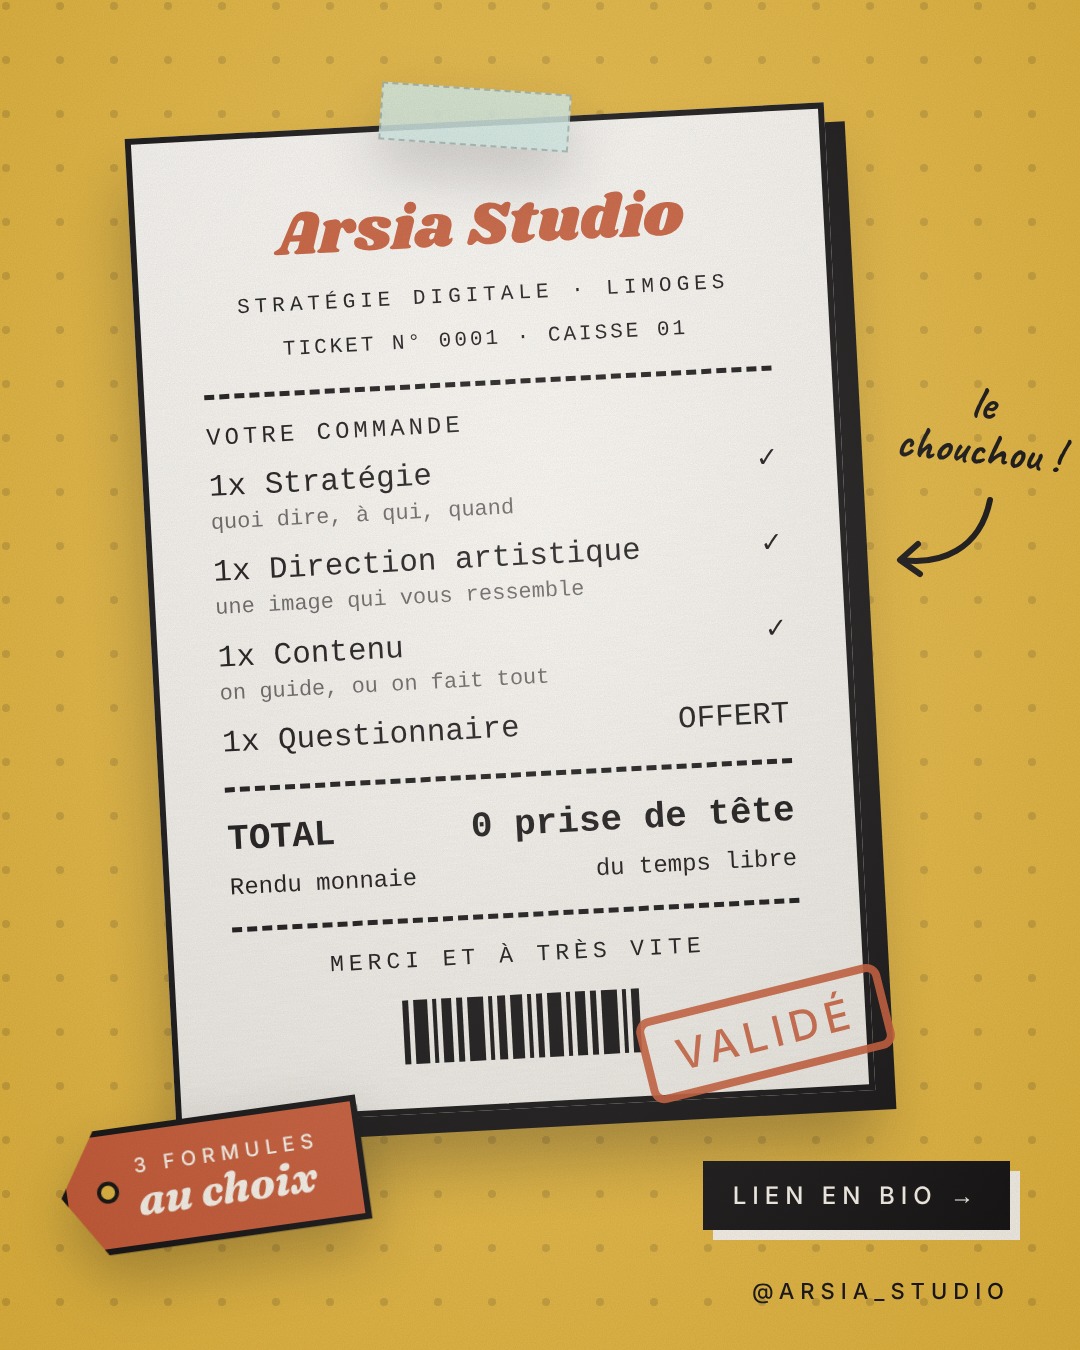 Arsia Studio
STRATÉGIE DIGITALE · LIMOGES
TICKET N° 0001 · CAISSE 01
VOTRE COMMANDE
1x Stratégie ✓
quoi dire, à qui, quand
1x Direction artistique ✓
une image qui vous ressemble
1x Contenu ✓
on guide, ou on fait tout
1x Questionnaire OFFERT
TOTAL 0 prise de tête
Rendu monnaie du temps libre
MERCI ET À TRÈS VITE
VALIDÉ
le
chouchou !
3 FORMULES
au choix
LIEN EN BIO →
@ARSIA_STUDIO